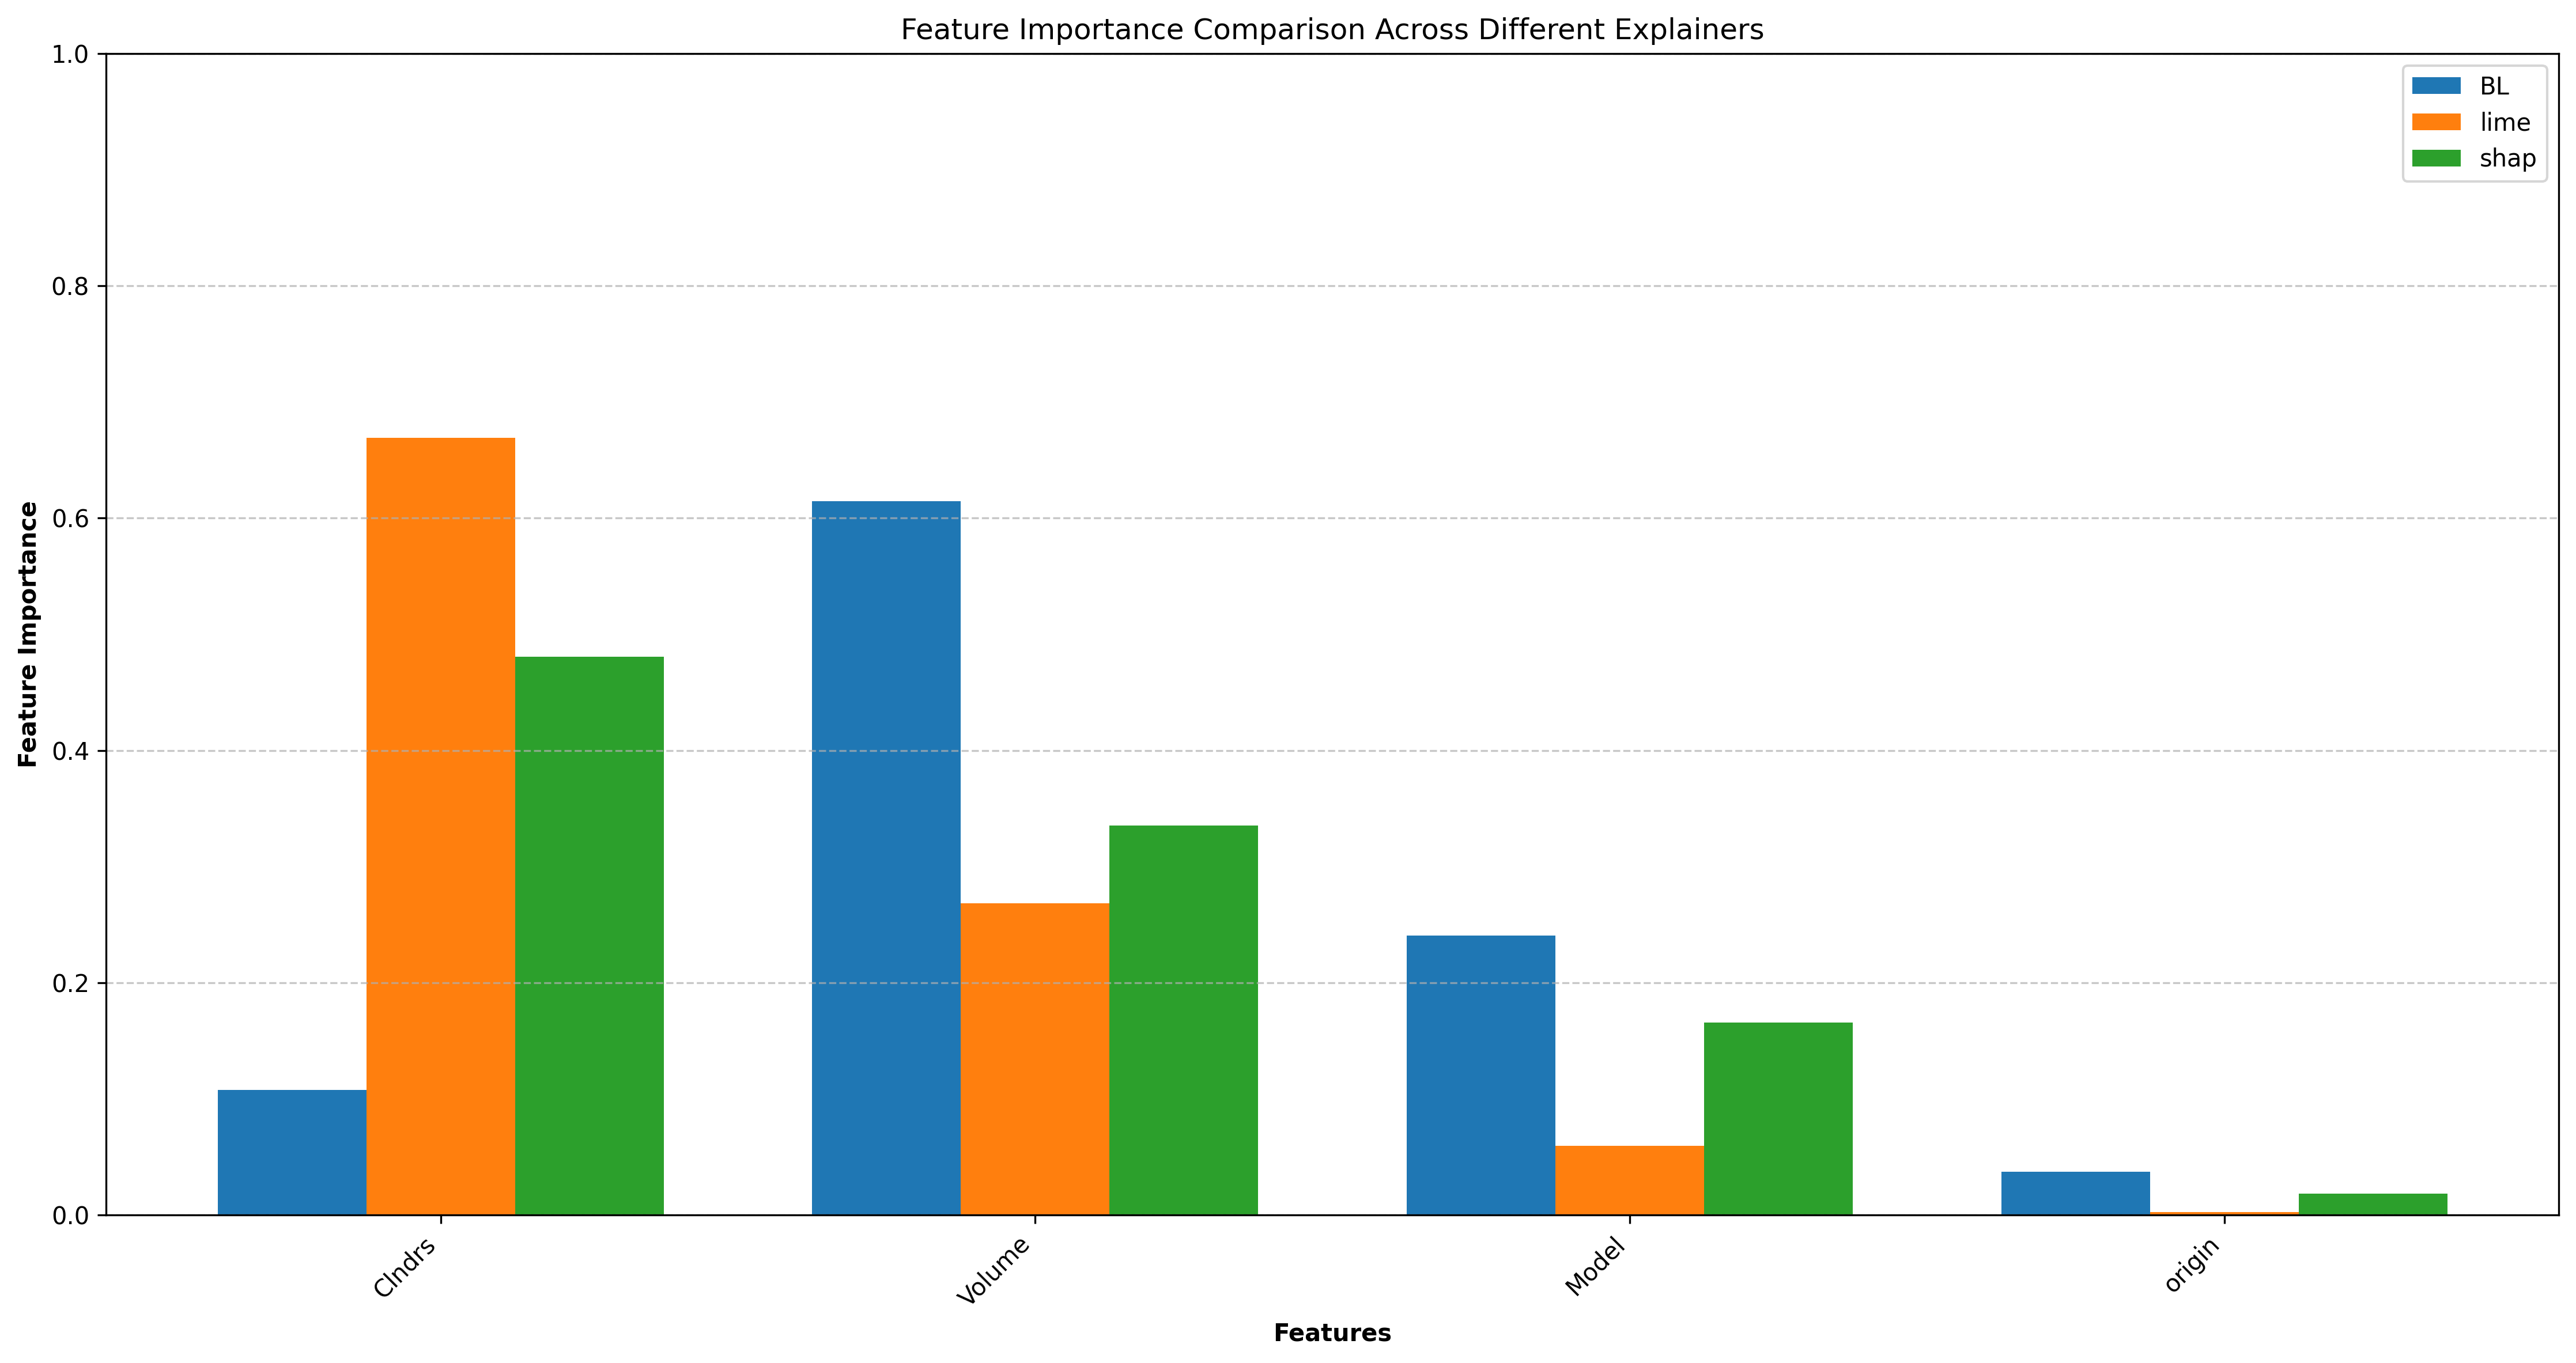 Feature Importance Comparison Across Different Explainers
1.0
0.8
0.6
0.4
0.2
0.0
Feature Importance
BL
lime
shap
Clndrs
Volume
Model
origin
Features